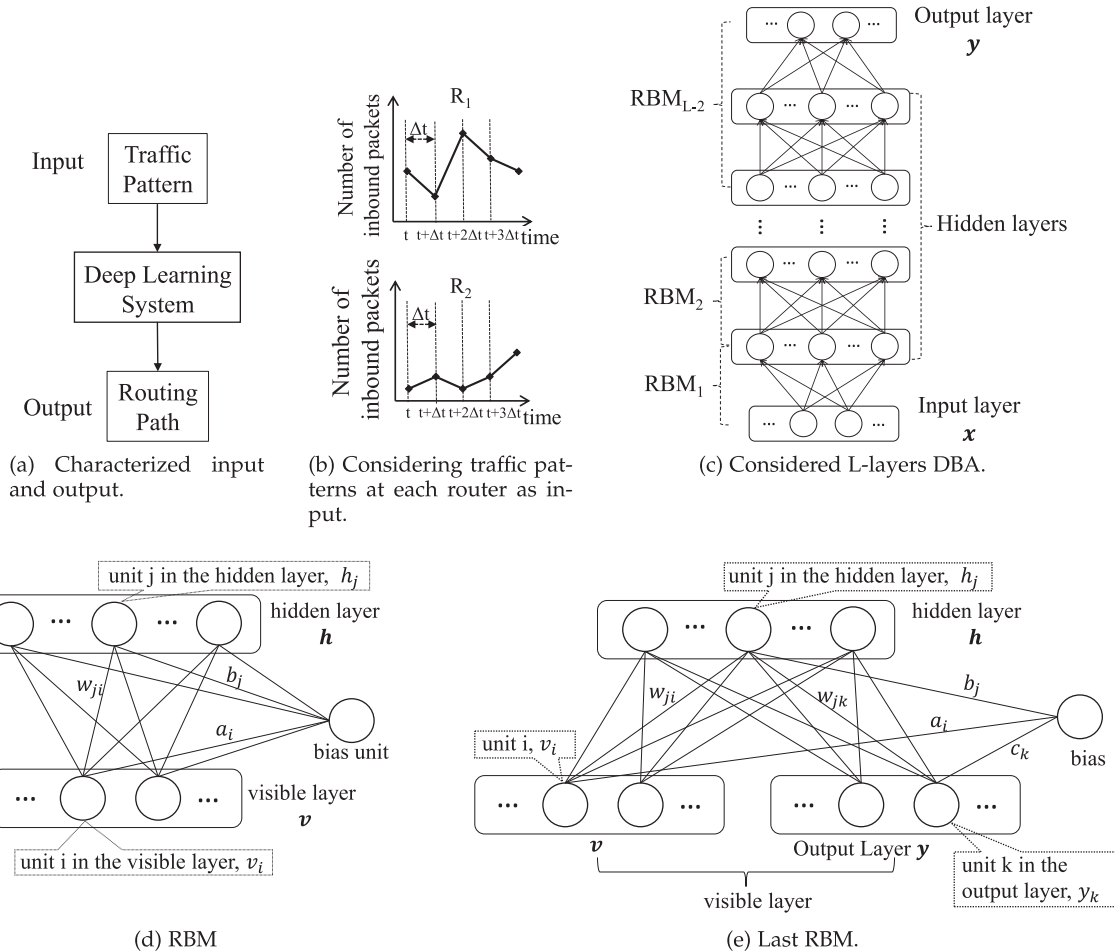 Input
Traffic
Pattern
Deep Learning
System
Output
Routing
Path
(a) Characterized input
and output.
R1
Number of
inbound packets
Δt
t t+Δt t+2Δt t+3Δt time
R2
Number of
inbound packets
Δt
t t+Δt t+2Δt t+3Δt time
(b) Considering traffic pat-
terns at each router as in-
put.
Output layer
y
RBML-2
Hidden layers
RBM2
RBM1
Input layer
x
(c) Considered L-layers DBA.
unit j in the hidden layer, hj
hidden layer
h
wji
bj
ai
bias unit
visible layer
v
unit i in the visible layer, vi
(d) RBM
unit j in the hidden layer, hj
hidden layer
h
wji
wjk
bj
ai
ck
bias
unit i, vi
v
Output Layer y
visible layer
unit k in the
output layer, yk
(e) Last RBM.